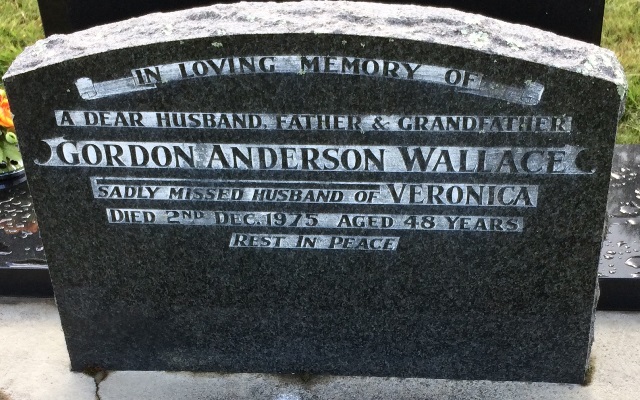 IN LOVING MEMORY OF
A DEAR HUSBAND, FATHER & GRANDFATHER
GORDON ANDERSON WALLACE
SADLY MISSED HUSBAND OF VERONICA
DIED 2ND DEC. 1975 AGED 48 YEARS
REST IN PEACE